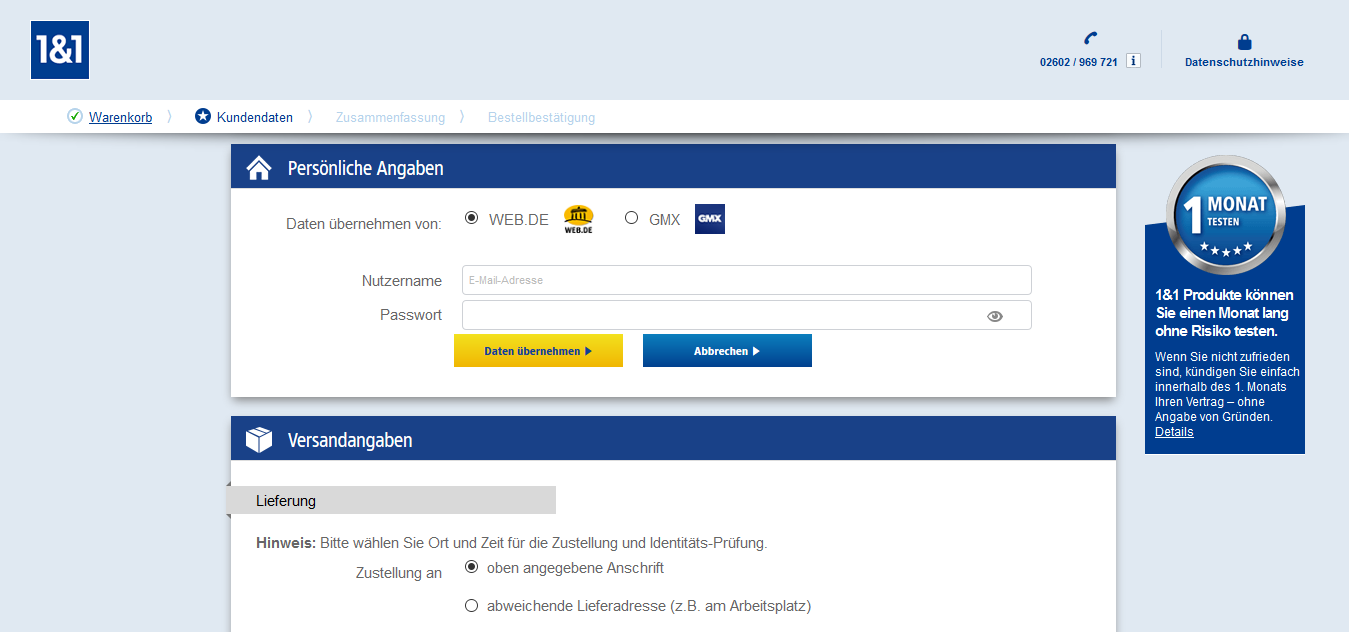 1&1
02602 / 969 721 i
Datenschutzhinweise
Warenkorb
Kundendaten
Zusammenfassung
Bestellbestätigung
Persönliche Angaben
Daten übernehmen von:
WEB.DE
WEB.DE
GMX
GMX
Nutzername
E-Mail-Adresse
Passwort
Daten übernehmen
Abbrechen
1 MONAT
TESTEN
1&1 Produkte können
Sie einen Monat lang
ohne Risiko testen.
Wenn Sie nicht zufrieden
sind, kündigen Sie einfach
innerhalb des 1. Monats
Ihren Vertrag – ohne
Angabe von Gründen.
Details
Versandangaben
Lieferung
Hinweis: Bitte wählen Sie Ort und Zeit für die Zustellung und Identitäts-Prüfung.
Zustellung an
oben angegebene Anschrift
abweichende Lieferadresse (z.B. am Arbeitsplatz)